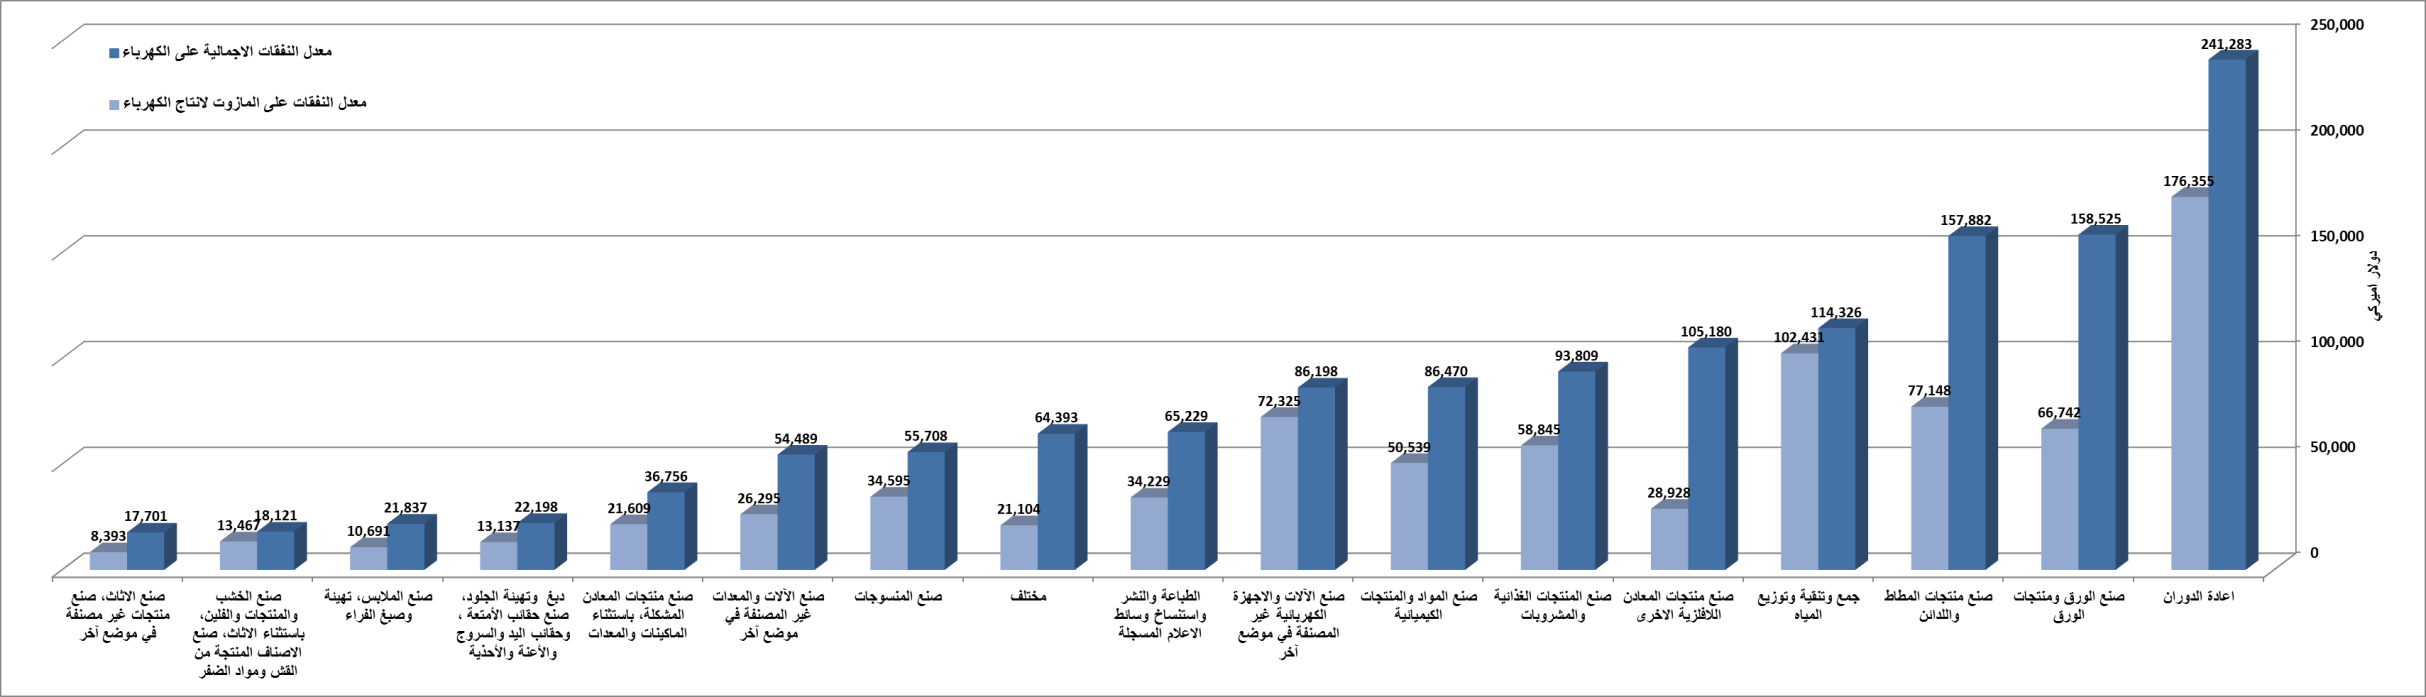 معدل النفقات الاجمالية على الكهرباء
معدل النفقات على المازوت لانتاج الكهرباء
250,000
200,000
150,000
100,000
50,000
0
دولار اميركي
241,283
176,355
158,525
66,742
157,882
77,148
114,326
102,431
105,180
28,928
93,809
58,845
86,470
50,539
86,198
72,325
65,229
34,229
64,393
21,104
55,708
34,595
54,489
26,295
36,756
21,609
22,198
13,137
21,837
10,691
18,121
13,467
17,701
8,393
اعادة الدوران
صنع الورق ومنتجات
الورق
صنع منتجات المطاط
واللدائن
جمع وتنقية وتوزيع
المياه
صنع منتجات المعادن
اللافلزية الاخرى
صنع المنتجات الغذائية
والمشروبات
صنع المواد والمنتجات
الكيميائية
صنع الآلات والاجهزة
الكهربائية غير
المصنفة في موضع
آخر
الطباعة والنشر
واستنساخ وسائط
الاعلام المسجلة
مختلف
صنع المنسوجات
صنع الآلات والمعدات
غير المصنفة في
موضع آخر
صنع منتجات المعادن
المشكلة، باستثناء
الماكينات والمعدات
دبغ وتهيئة الجلود،
صنع حقائب الأمتعة ،
وحقائب اليد والسروج
والأعنة والأحذية
صنع الملابس، تهيئة
وصبغ الفراء
صنع الخشب
والمنتجات والفلين،
باستثناء الاثاث، صنع
الاصناف المنتجة من
القش ومواد الضفر
صنع الاثاث، صنع
منتجات غير مصنفة
في موضع آخر